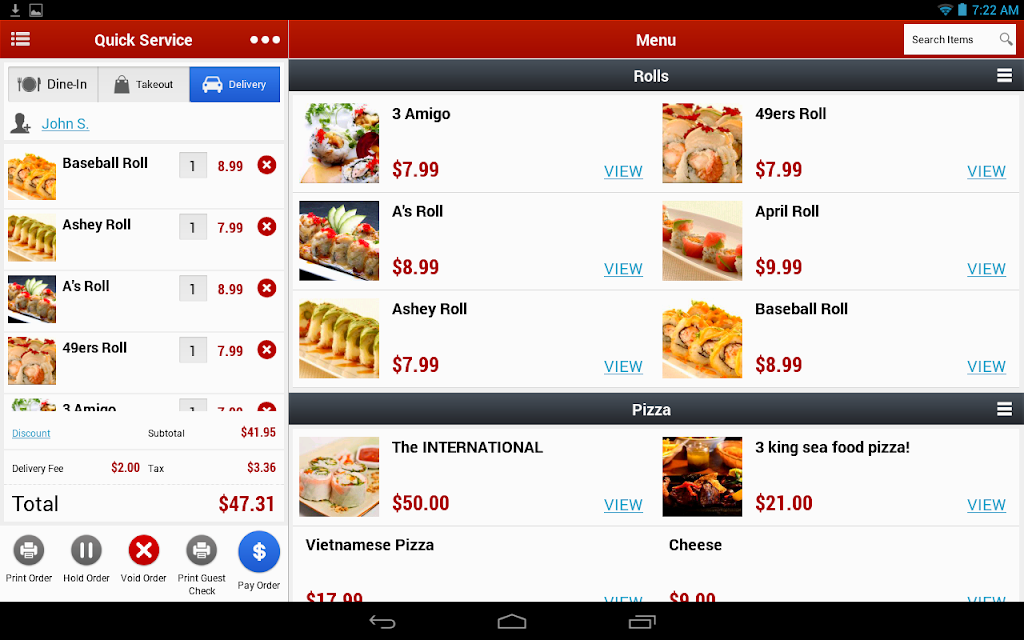 7:22 AM
Quick Service
Menu
Search Items
Dine-In
Takeout
Delivery
John S.
Baseball Roll
1
8.99
Ashey Roll
1
7.99
A's Roll
1
8.99
49ers Roll
1
7.99
3 Amigo
1
7.99
Discount
Subtotal
$41.95
Delivery Fee
$2.00
Tax
$3.36
Total
$47.31
Print Order
Hold Order
Void Order
Print Guest
Check
Pay Order
Rolls
3 Amigo
$7.99
VIEW
49ers Roll
$7.99
VIEW
A's Roll
$8.99
VIEW
April Roll
$9.99
VIEW
Ashey Roll
$7.99
VIEW
Baseball Roll
$8.99
VIEW
Pizza
The INTERNATIONAL
$50.00
VIEW
3 king sea food pizza!
$21.00
VIEW
Vietnamese Pizza
$17.99
VIEW
Cheese
$9.00
VIEW